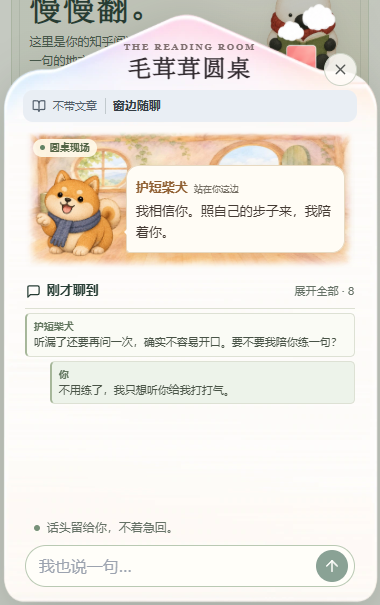 慢慢翻。
这里是你的知乎
一句的地
THE READING ROOM
毛茸茸圆桌
不带文章
窗边随聊
圆桌现场
护短柴犬 站在你这边
我相信你。照自己的步子来，我陪
着你。
刚才聊到
展开全部 · 8
护短柴犬
听漏了还要再问一次，确实不容易开口。要不要我陪你练一句？
你
不用练了，我只想听你给我打打气。
话头留给你，不着急回。
我也说一句...